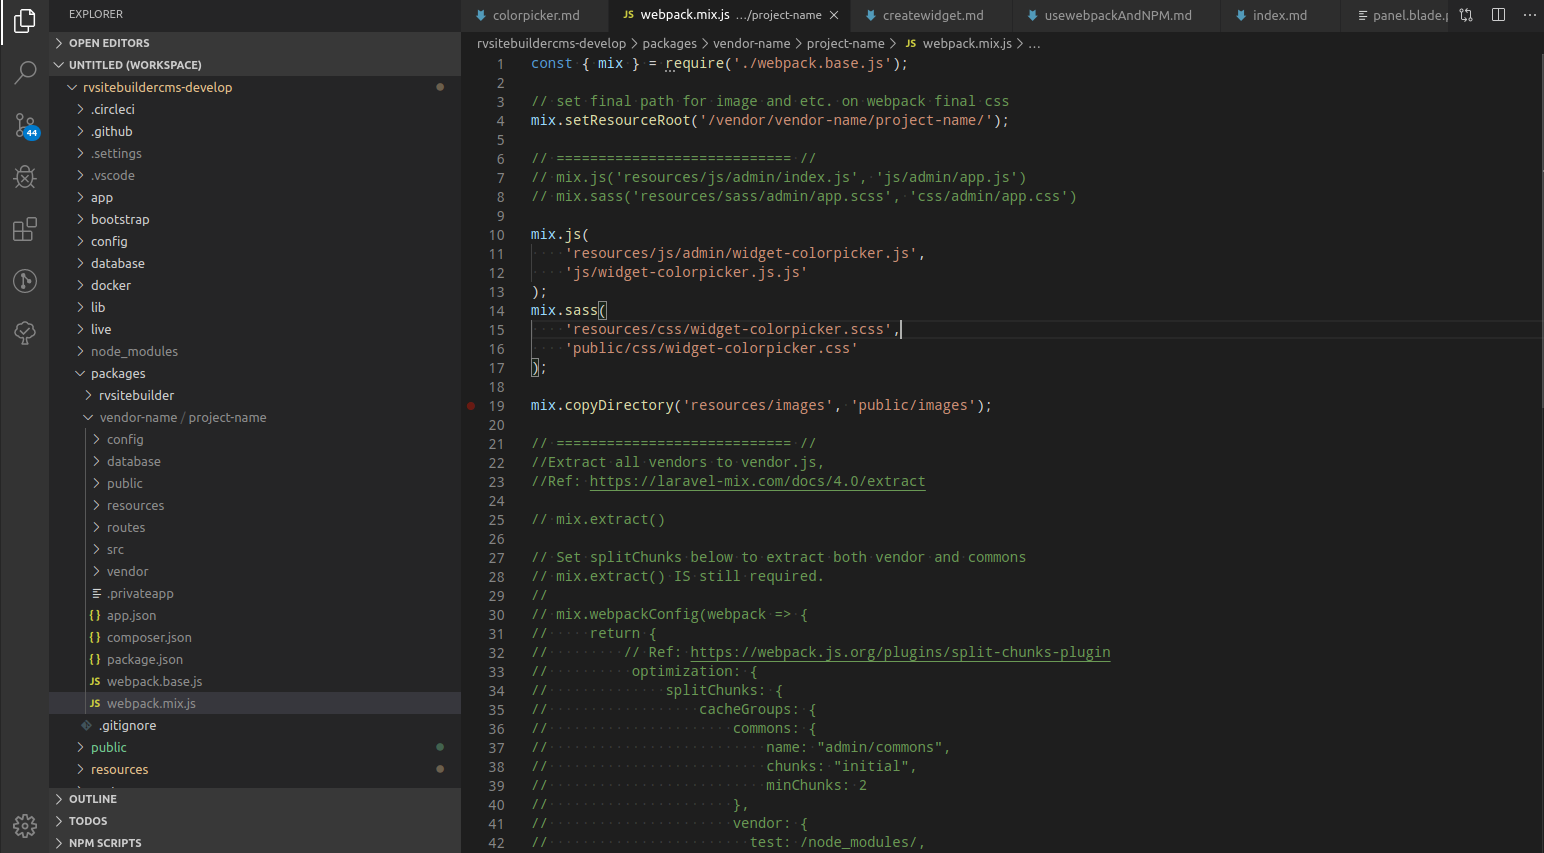 EXPLORER
OPEN EDITORS
UNTITLED (WORKSPACE)
rvsitebuildercms-develop
.circleci
.github
.settings
.vscode
app
bootstrap
config
database
docker
lib
live
node_modules
packages
rvsitebuilder
vendor-name / project-name
config
database
public
resources
routes
src
vendor
.privateapp
{} app.json
{} composer.json
{} package.json
JS webpack.base.js
JS webpack.mix.js
.gitignore
public
resources
OUTLINE
TODOS
NPM SCRIPTS
44
colorpicker.md
JS webpack.mix.js .../project-name
createwidget.md
usewebpackAndNPM.md
index.md
panel.blade.p
rvsitebuildercms-develop > packages > vendor-name > project-name > JS webpack.mix.js > ...
1 const { mix } = require('./webpack.base.js');
2
3 // set final path for image and etc. on webpack final css
4 mix.setResourceRoot('/vendor/vendor-name/project-name/');
5
6 // ============================ //
7 // mix.js('resources/js/admin/index.js', 'js/admin/app.js')
8 // mix.sass('resources/sass/admin/app.scss', 'css/admin/app.css')
9
10 mix.js(
11     'resources/js/admin/widget-colorpicker.js',
12     'js/widget-colorpicker.js.js'
13 );
14 mix.sass(
15     'resources/css/widget-colorpicker.scss',
16     'public/css/widget-colorpicker.css'
17 );
18
19 mix.copyDirectory('resources/images', 'public/images');
20
21 // ============================ //
22 //Extract all vendors to vendor.js,
23 //Ref: https://laravel-mix.com/docs/4.0/extract
24
25 // mix.extract()
26
27 // Set splitChunks below to extract both vendor and commons
28 // mix.extract() IS still required.
29 //
30 // mix.webpackConfig(webpack => {
31 //     return {
32 //         // Ref: https://webpack.js.org/plugins/split-chunks-plugin
33 //          optimization: {
34 //              splitChunks: {
35 //                  cacheGroups: {
36 //                      commons: {
37 //                          name: "admin/commons",
38 //                          chunks: "initial",
39 //                          minChunks: 2
40 //                      },
41 //                      vendor: {
42 //                        test: /node_modules/,